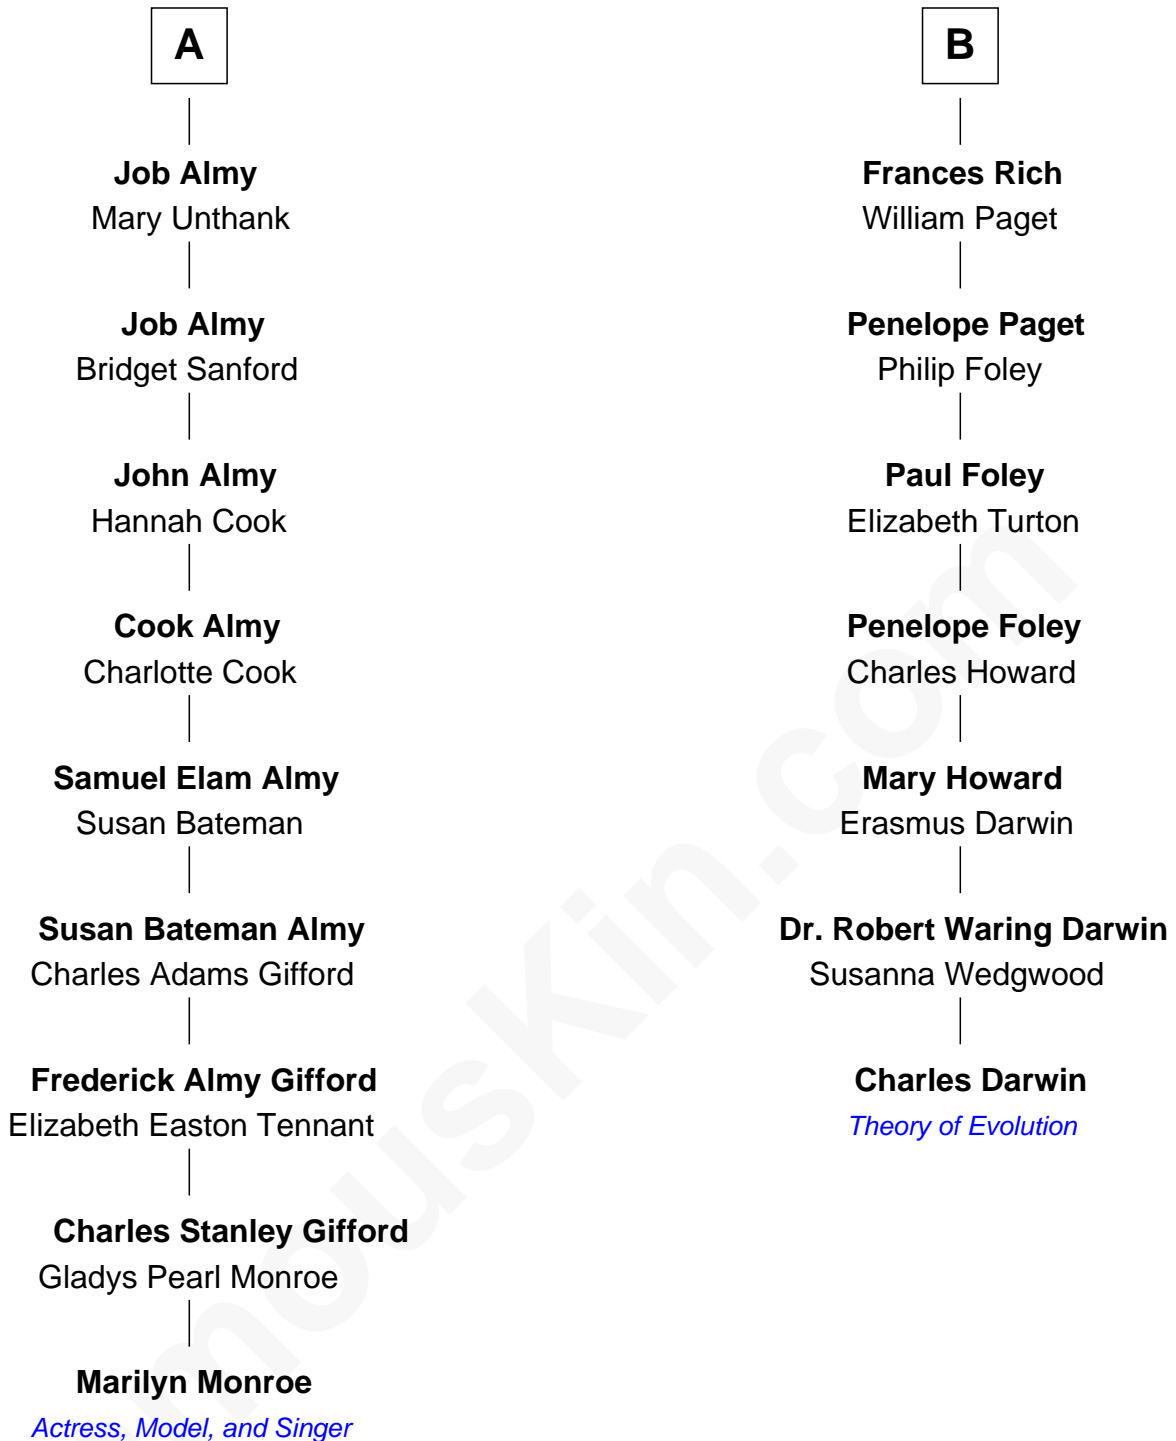 A
Job Almy
Mary Unthank
Job Almy
Bridget Sanford
John Almy
Hannah Cook
Cook Almy
Charlotte Cook
Samuel Elam Almy
Susan Bateman
Susan Bateman Almy
Charles Adams Gifford
Frederick Almy Gifford
Elizabeth Easton Tennant
Charles Stanley Gifford
Gladys Pearl Monroe
Marilyn Monroe
Actress, Model, and Singer
B
Frances Rich
William Paget
Penelope Paget
Philip Foley
Paul Foley
Elizabeth Turton
Penelope Foley
Charles Howard
Mary Howard
Erasmus Darwin
Dr. Robert Waring Darwin
Susanna Wedgwood
Charles Darwin
Theory of Evolution
mousKin.com